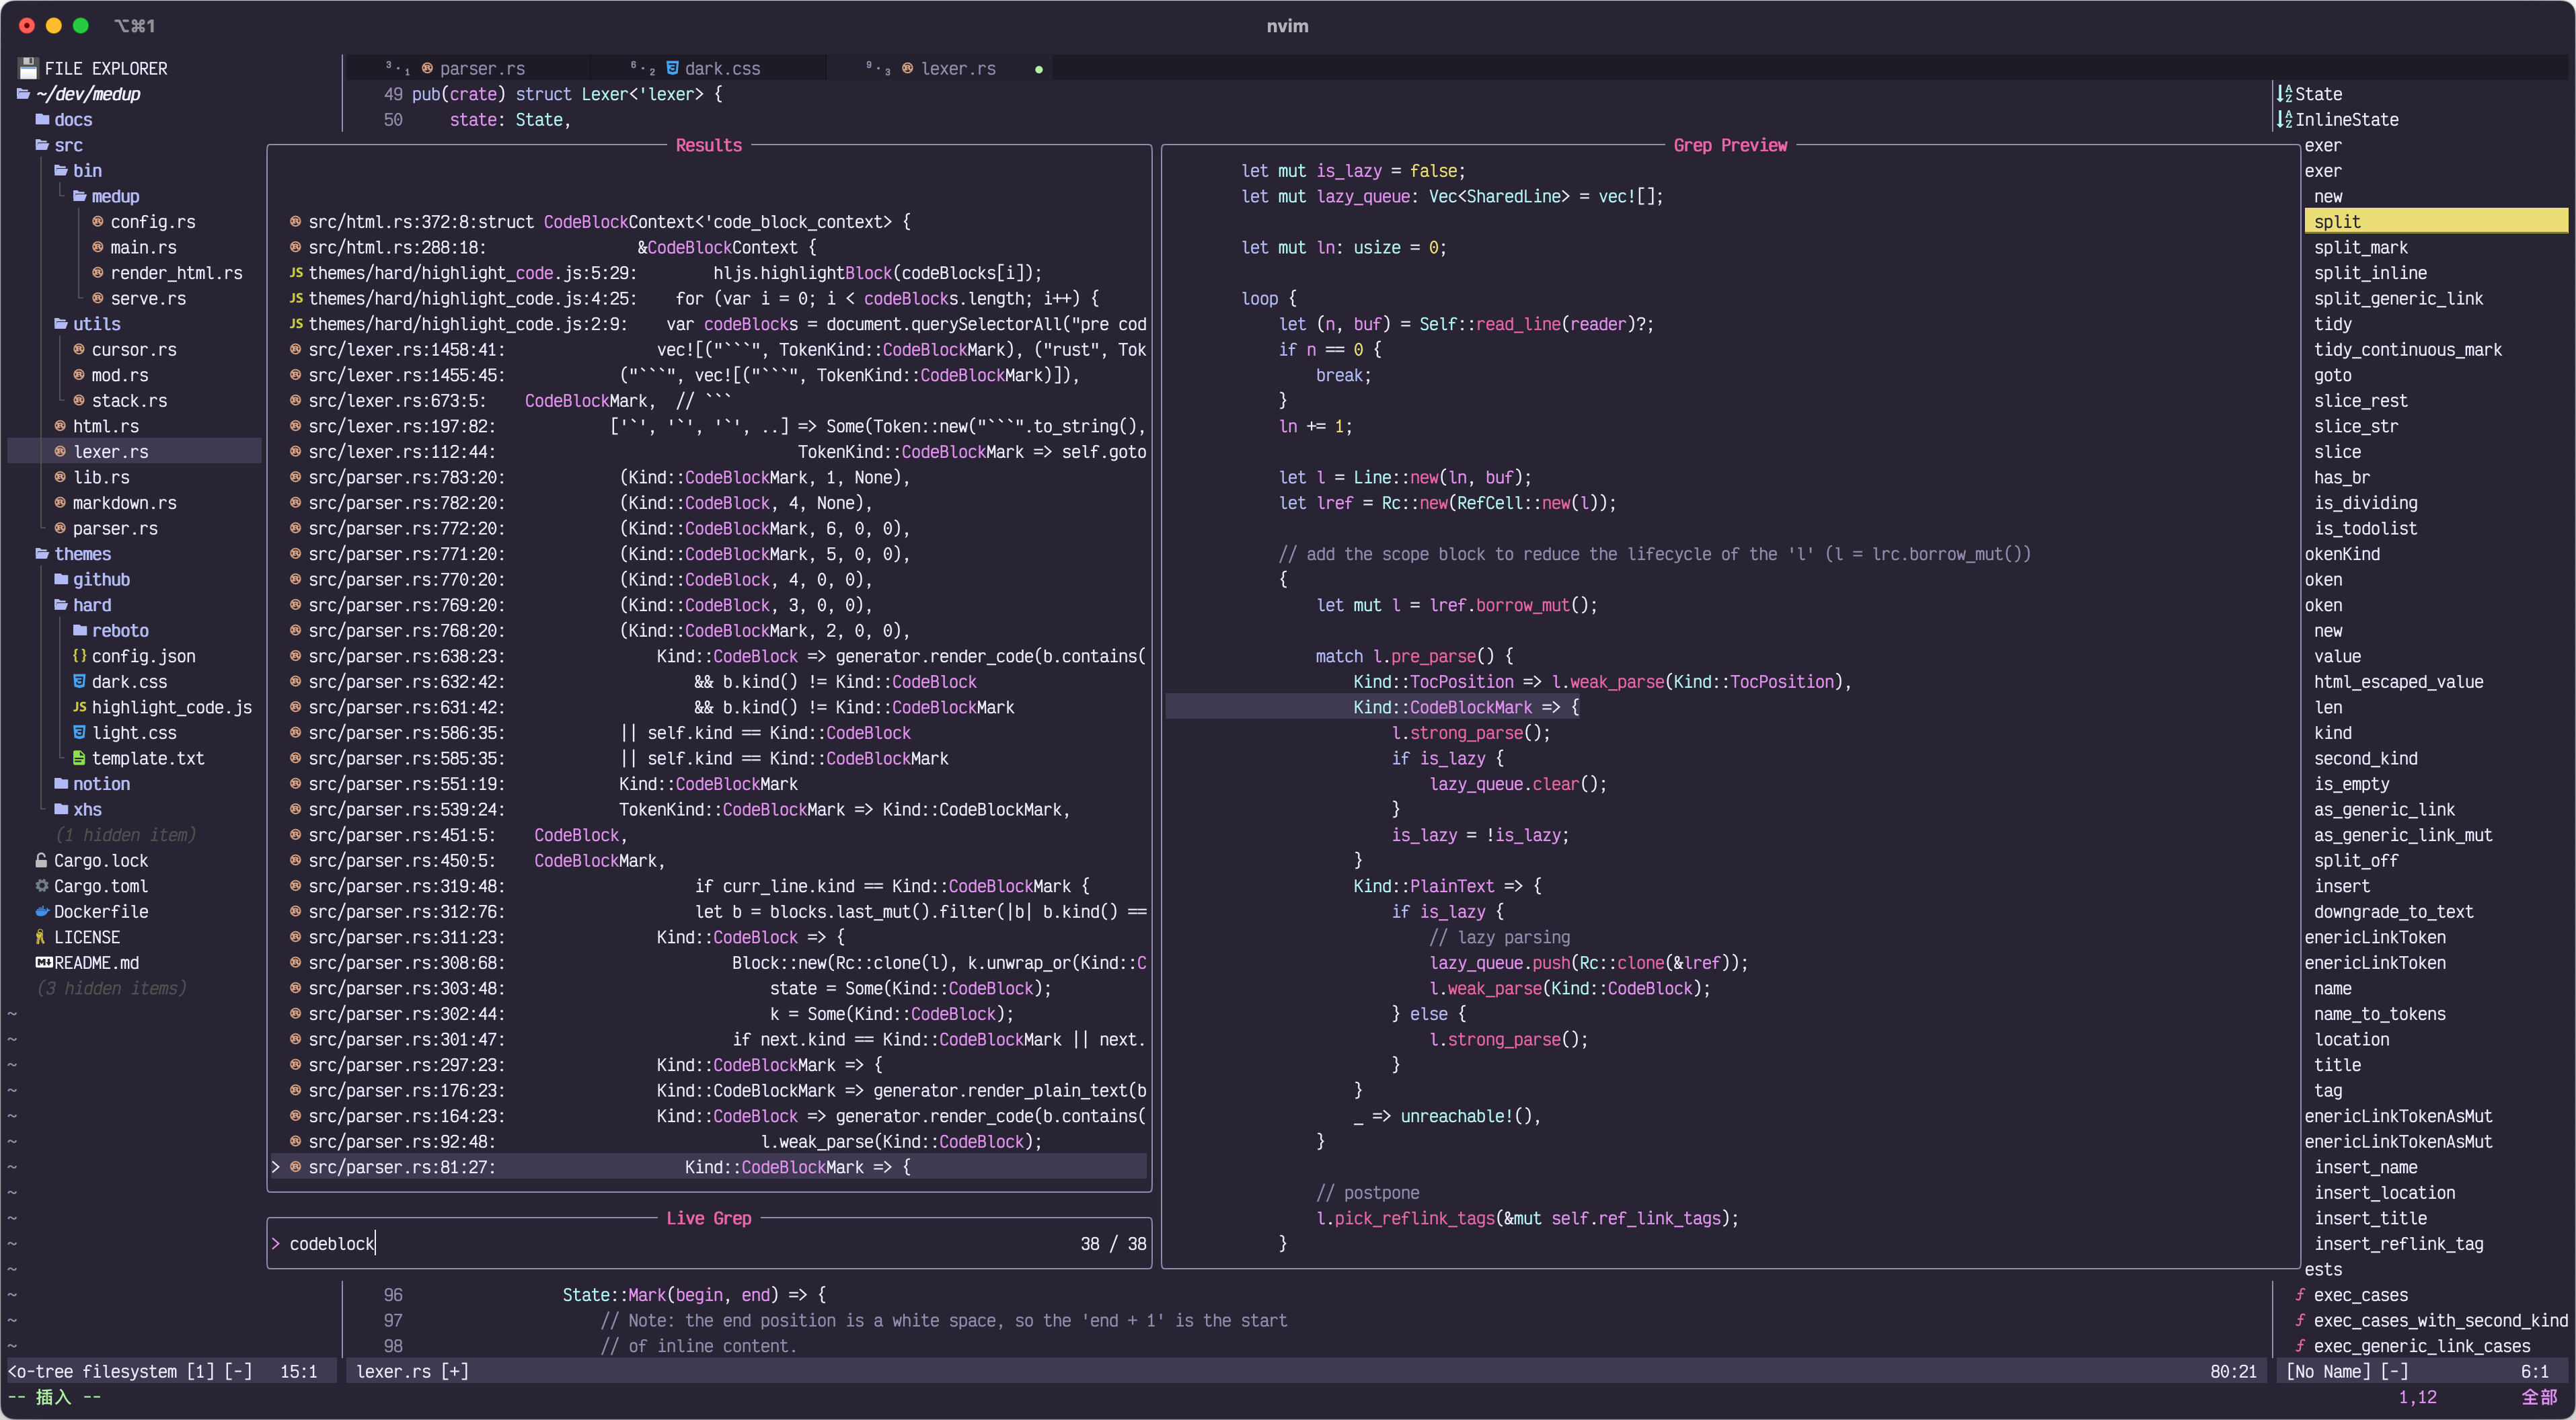 ⌥⌘1
nvim
FILE EXPLORER
~/dev/medup
docs
src
bin
medup
config.rs
main.rs
render_html.rs
serve.rs
utils
cursor.rs
mod.rs
stack.rs
html.rs
lexer.rs
lib.rs
markdown.rs
parser.rs
themes
github
hard
reboto
config.json
dark.css
highlight_code.js
light.css
template.txt
notion
xhs
(1 hidden item)
Cargo.lock
Cargo.toml
Dockerfile
LICENSE
README.md
(3 hidden items)
3·1 parser.rs
6·2 dark.css
9·3 lexer.rs ●
49 pub(crate) struct Lexer<'lexer> {
50     state: State,
Results
src/html.rs:372:8:struct CodeBlockContext<'code_block_context> {
src/html.rs:288:18:                &CodeBlockContext {
JS themes/hard/highlight_code.js:5:29:        hljs.highlightBlock(codeBlocks[i]);
JS themes/hard/highlight_code.js:4:25:    for (var i = 0; i < codeBlocks.length; i++) {
JS themes/hard/highlight_code.js:2:9:    var codeBlocks = document.querySelectorAll("pre cod
src/lexer.rs:1458:41:                vec![("```", TokenKind::CodeBlockMark), ("rust", Tok
src/lexer.rs:1455:45:            ("```", vec![("```", TokenKind::CodeBlockMark)]),
src/lexer.rs:673:5:    CodeBlockMark,  // ```
src/lexer.rs:197:82:            ['`', '`', '`', ..] => Some(Token::new("```".to_string(),
src/lexer.rs:112:44:                                TokenKind::CodeBlockMark => self.goto
src/parser.rs:783:20:            (Kind::CodeBlockMark, 1, None),
src/parser.rs:782:20:            (Kind::CodeBlock, 4, None),
src/parser.rs:772:20:            (Kind::CodeBlockMark, 6, 0, 0),
src/parser.rs:771:20:            (Kind::CodeBlockMark, 5, 0, 0),
src/parser.rs:770:20:            (Kind::CodeBlock, 4, 0, 0),
src/parser.rs:769:20:            (Kind::CodeBlock, 3, 0, 0),
src/parser.rs:768:20:            (Kind::CodeBlockMark, 2, 0, 0),
src/parser.rs:638:23:                Kind::CodeBlock => generator.render_code(b.contains(
src/parser.rs:632:42:                    && b.kind() != Kind::CodeBlock
src/parser.rs:631:42:                    && b.kind() != Kind::CodeBlockMark
src/parser.rs:586:35:            || self.kind == Kind::CodeBlock
src/parser.rs:585:35:            || self.kind == Kind::CodeBlockMark
src/parser.rs:551:19:            Kind::CodeBlockMark
src/parser.rs:539:24:            TokenKind::CodeBlockMark => Kind::CodeBlockMark,
src/parser.rs:451:5:    CodeBlock,
src/parser.rs:450:5:    CodeBlockMark,
src/parser.rs:319:48:                    if curr_line.kind == Kind::CodeBlockMark {
src/parser.rs:312:76:                    let b = blocks.last_mut().filter(|b| b.kind() ==
src/parser.rs:311:23:                Kind::CodeBlock => {
src/parser.rs:308:68:                        Block::new(Rc::clone(l), k.unwrap_or(Kind::C
src/parser.rs:303:48:                            state = Some(Kind::CodeBlock);
src/parser.rs:302:44:                            k = Some(Kind::CodeBlock);
src/parser.rs:301:47:                        if next.kind == Kind::CodeBlockMark || next.
src/parser.rs:297:23:                Kind::CodeBlockMark => {
src/parser.rs:176:23:                Kind::CodeBlockMark => generator.render_plain_text(b
src/parser.rs:164:23:                Kind::CodeBlock => generator.render_code(b.contains(
src/parser.rs:92:48:                            l.weak_parse(Kind::CodeBlock);
> src/parser.rs:81:27:                    Kind::CodeBlockMark => {
Live Grep
> codeblock 38 / 38
Grep Preview
let mut is_lazy = false;
let mut lazy_queue: Vec<SharedLine> = vec![];
let mut ln: usize = 0;
loop {
    let (n, buf) = Self::read_line(reader)?;
    if n == 0 {
        break;
    }
    ln += 1;
    let l = Line::new(ln, buf);
    let lref = Rc::new(RefCell::new(l));
    // add the scope block to reduce the lifecycle of the 'l' (l = lrc.borrow_mut())
    {
        let mut l = lref.borrow_mut();
        match l.pre_parse() {
            Kind::TocPosition => l.weak_parse(Kind::TocPosition),
            Kind::CodeBlockMark => {
                l.strong_parse();
                if is_lazy {
                    lazy_queue.clear();
                }
                is_lazy = !is_lazy;
            }
            Kind::PlainText => {
                if is_lazy {
                    // lazy parsing
                    lazy_queue.push(Rc::clone(&lref));
                    l.weak_parse(Kind::CodeBlock);
                } else {
                    l.strong_parse();
                }
            }
            _ => unreachable!(),
        }
        // postpone
        l.pick_reflink_tags(&mut self.ref_link_tags);
    }
96                 State::Mark(begin, end) => {
97                     // Note: the end position is a white space, so the 'end + 1' is the start
98                     // of inline content.
State
InlineState
exer
exer
new
split
split_mark
split_inline
split_generic_link
tidy
tidy_continuous_mark
goto
slice_rest
slice_str
slice
has_br
is_dividing
is_todolist
okenKind
oken
oken
new
value
html_escaped_value
len
kind
second_kind
is_empty
as_generic_link
as_generic_link_mut
split_off
insert
downgrade_to_text
enericLinkToken
enericLinkToken
name
name_to_tokens
location
title
tag
enericLinkTokenAsMut
enericLinkTokenAsMut
insert_name
insert_location
insert_title
insert_reflink_tag
ests
ƒ exec_cases
ƒ exec_cases_with_second_kind
ƒ exec_generic_link_cases
<o-tree filesystem [1] [-] 15:1
lexer.rs [+] 80:21
[No Name] [-] 6:1
-- 插入 -- 1,12 全部